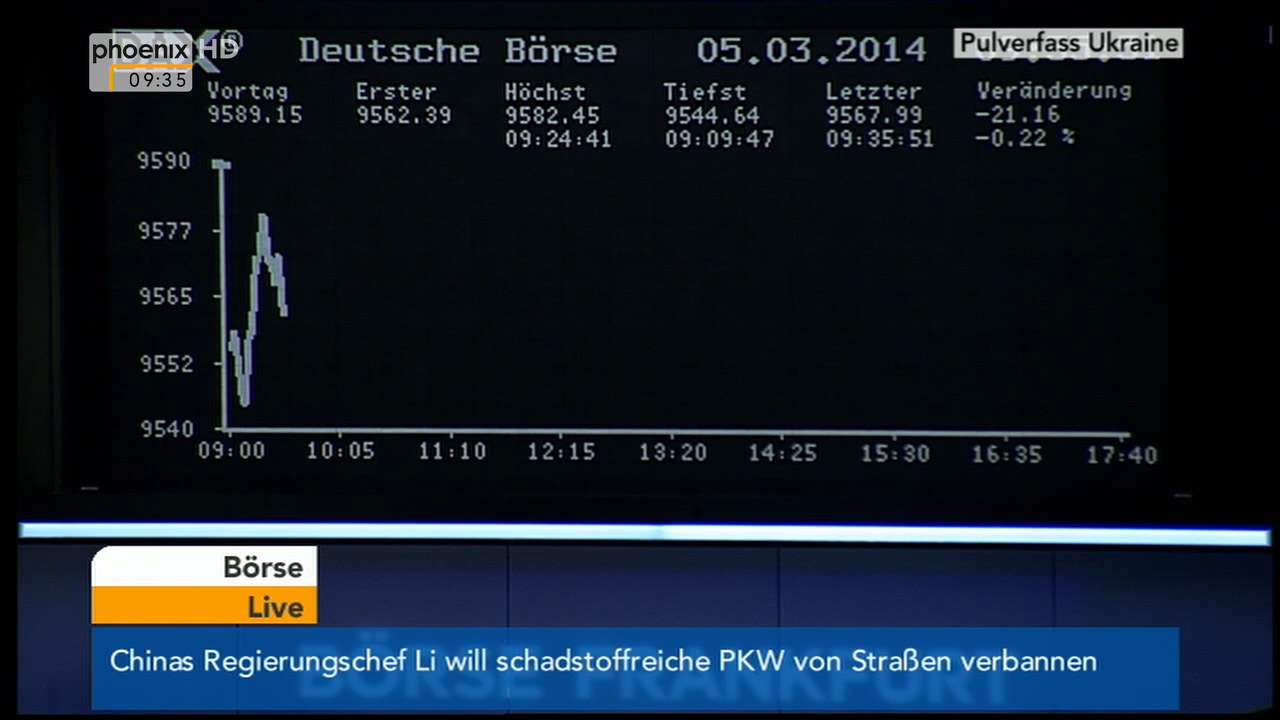 phoenix HD
09:35
Pulverfass Ukraine
Deutsche Börse 05.03.2014
Vortag Erster Höchst Tiefst Letzter Veränderung
9589.15 9562.39 9582.45 9544.64 9567.99 -21.16
09:24:41 09:09:47 09:35:51 -0.22 %
9590
9577
9565
9552
9540
09:00 10:05 11:10 12:15 13:20 14:25 15:30 16:35 17:40
Börse
Live
Chinas Regierungschef Li will schadstoffreiche PKW von Straßen verbannen
BÖRSE FRANKFURT